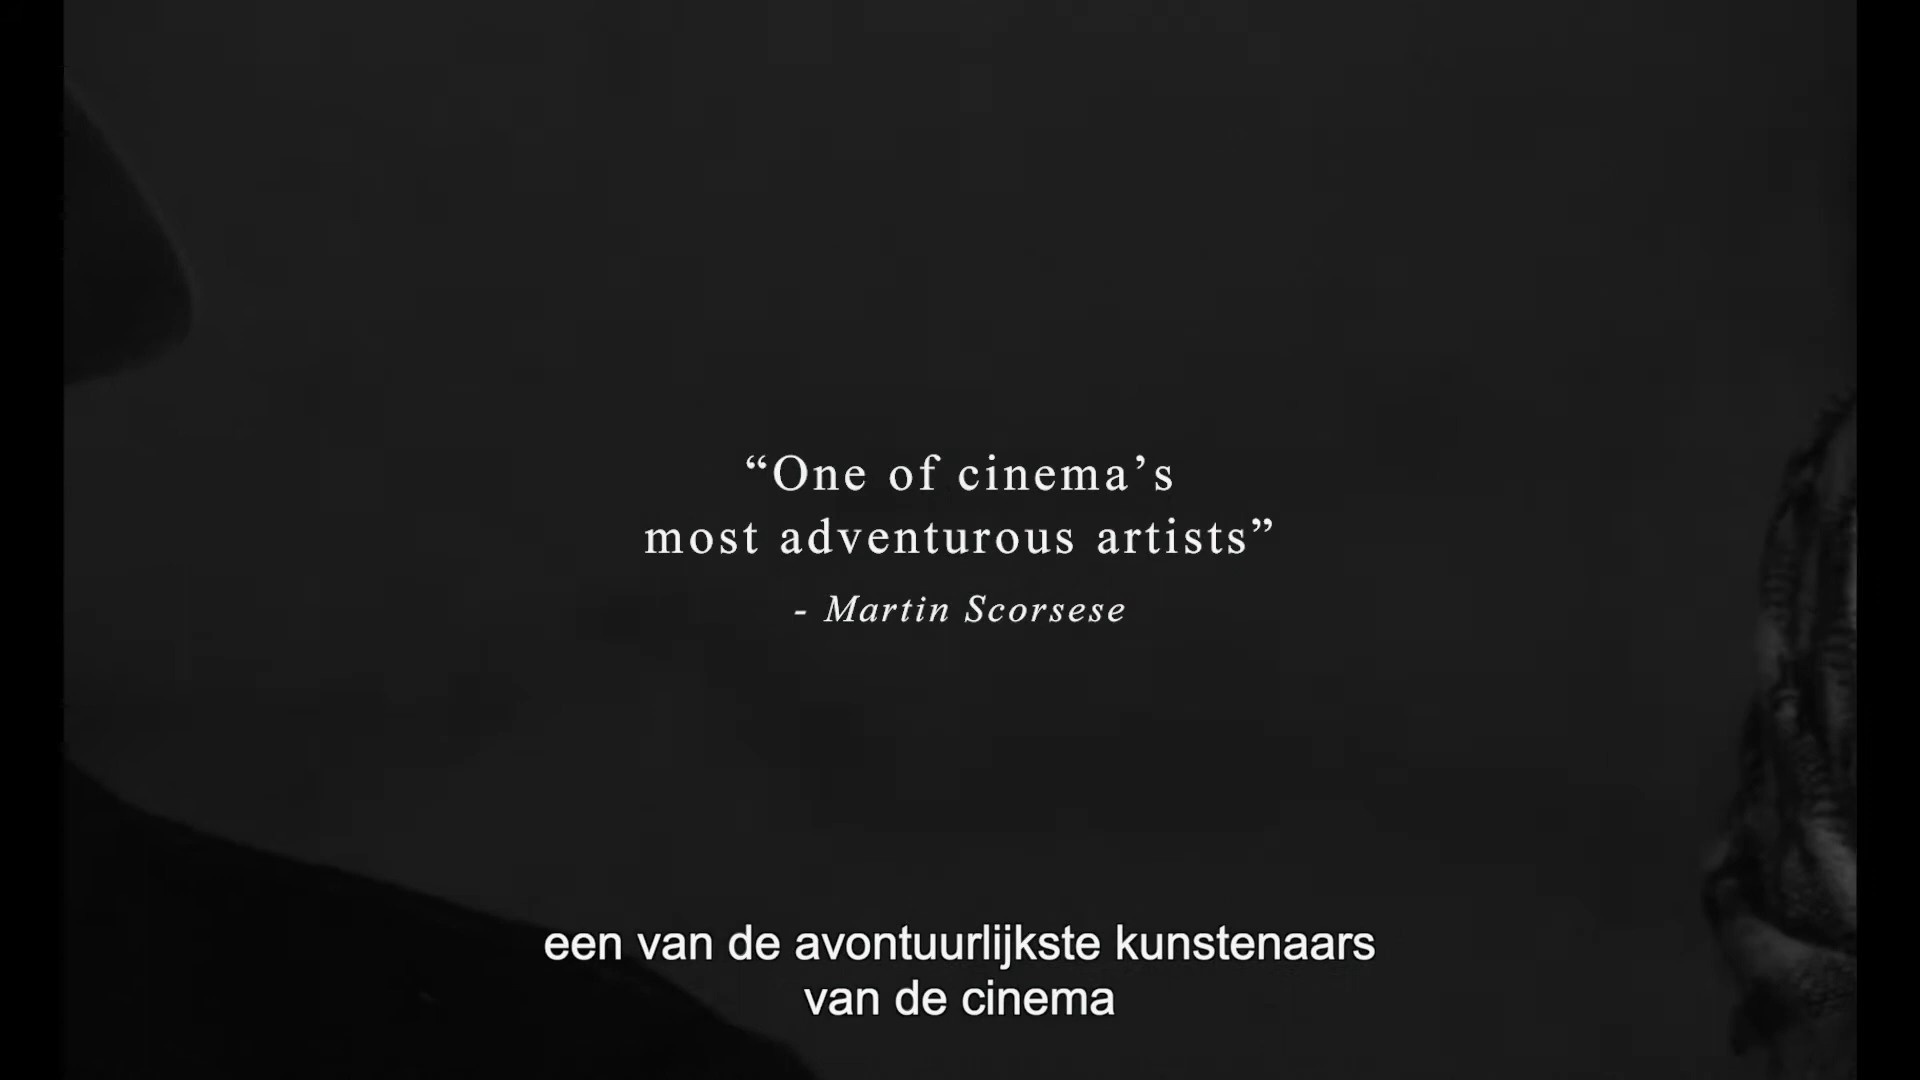 “One of cinema’s
most adventurous artists”
- Martin Scorsese
een van de avontuurlijkste kunstenaars
van de cinema